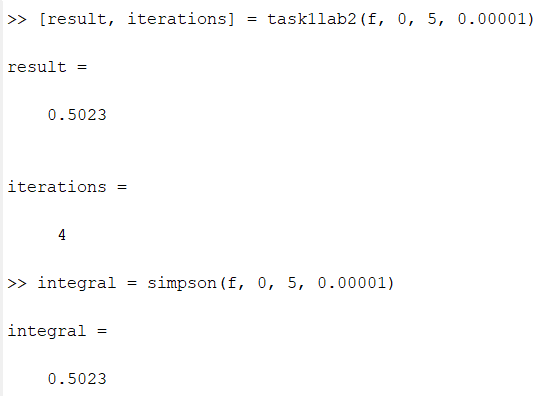 >> [result, iterations] = task1lab2(f, 0, 5, 0.00001)
result =
0.5023
iterations =
4
>> integral = simpson(f, 0, 5, 0.00001)
integral =
0.5023